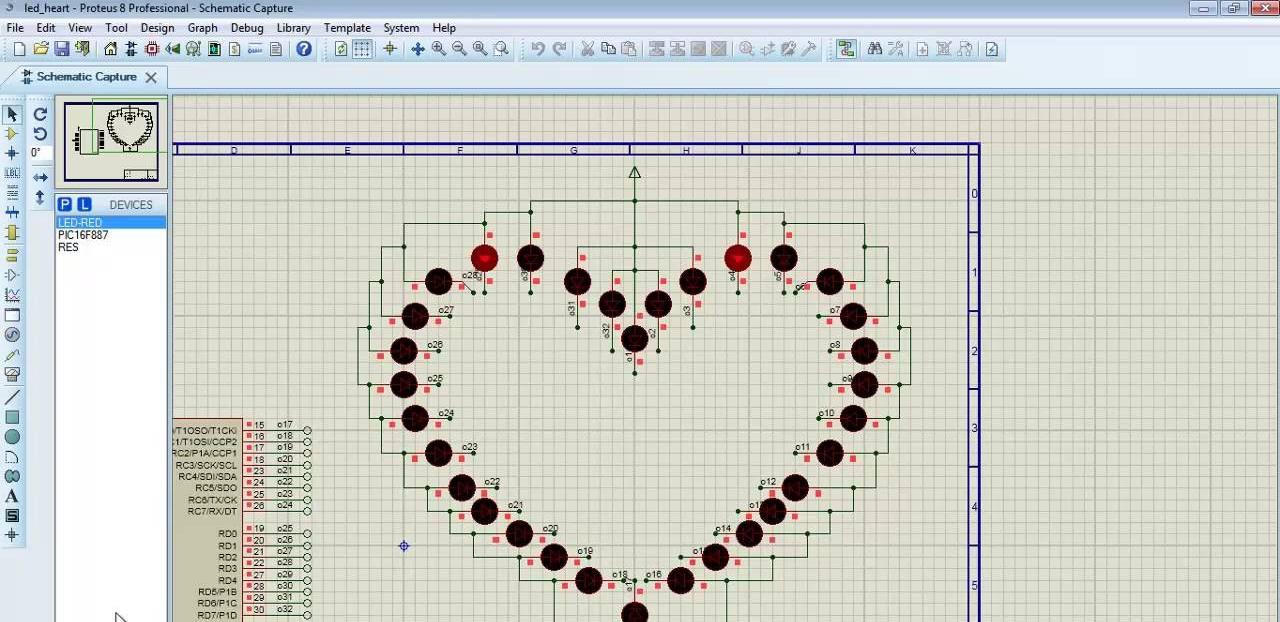 led_heart - Proteus 8 Professional - Schematic Capture
File Edit View Tool Design Graph Debug Library Template System Help
Schematic Capture
0°
P L DEVICES
LED-RED
PIC16F887
RES
D E F G H J K
0
1
2
3
4
5
o28
o27
o26
o25
o24
o23
o22
o21
o20
o19
o18
o16
o14
o12
o11
o10
o9
o8
o7
o31
o32
o1
o2
o3
o4
o5
/T1OSO/T1CKI 15 o17
1/T1OSI/CCP2 16 o18
RC2/P1A/CCP1 17 o19
RC3/SCK/SCL 18 o20
RC4/SDI/SDA 23 o21
RC5/SDO 24 o22
RC6/TX/CK 25 o23
RC7/RX/DT 26 o24
RD0 19 o25
RD1 20 o26
RD2 21 o27
RD3 22 o28
RD4 27 o29
RD5/P1B 28 o30
RD6/P1C 29 o31
RD7/P1D 30 o32